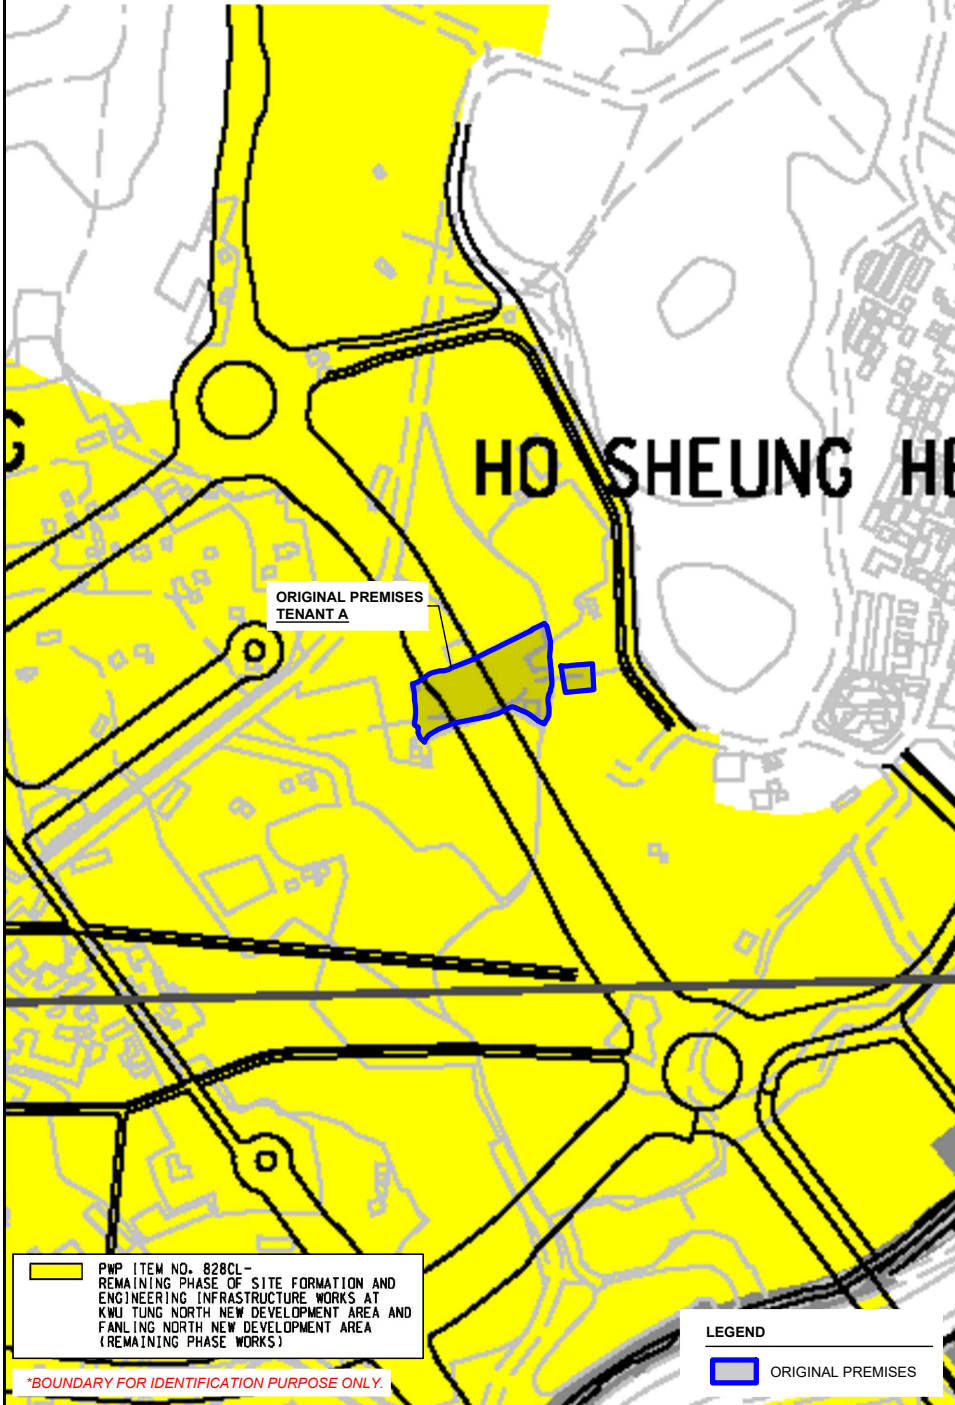 G
HO SHEUNG HE
ORIGINAL PREMISES
TENANT A
PWP ITEM NO. 828CL-
REMAINING PHASE OF SITE FORMATION AND
ENGINEERING INFRASTRUCTURE WORKS AT
KWU TUNG NORTH NEW DEVELOPMENT AREA AND
FANLING NORTH NEW DEVELOPMENT AREA
(REMAINING PHASE WORKS)
*BOUNDARY FOR IDENTIFICATION PURPOSE ONLY.
LEGEND
ORIGINAL PREMISES